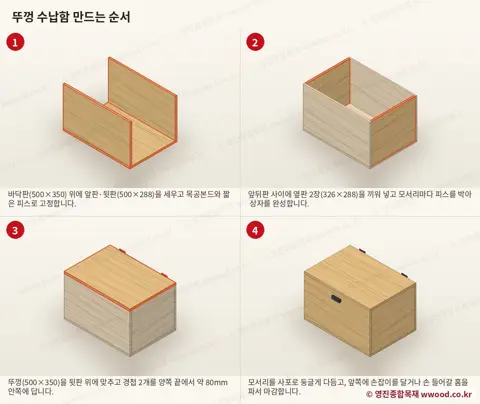 뚜껑 수납함 만드는 순서
1
2
바닥판(500×350) 위에 앞판·뒷판(500×288)을 세우고 목공본드와 짧
은 피스로 고정합니다.
앞뒤판 사이에 옆판 2장(326×288)을 끼워 넣고 모서리마다 피스를 박아
상자를 완성합니다.
3
4
뚜껑(500×350)을 뒷판 위에 맞추고 경첩 2개를 양쪽 끝에서 약 80mm
안쪽에 답니다.
모서리를 사포로 둥글게 다듬고, 앞쪽에 손잡이를 달거나 손 들어갈 홈을
파서 마감합니다.
© 영진종합목재 wwood.co.kr